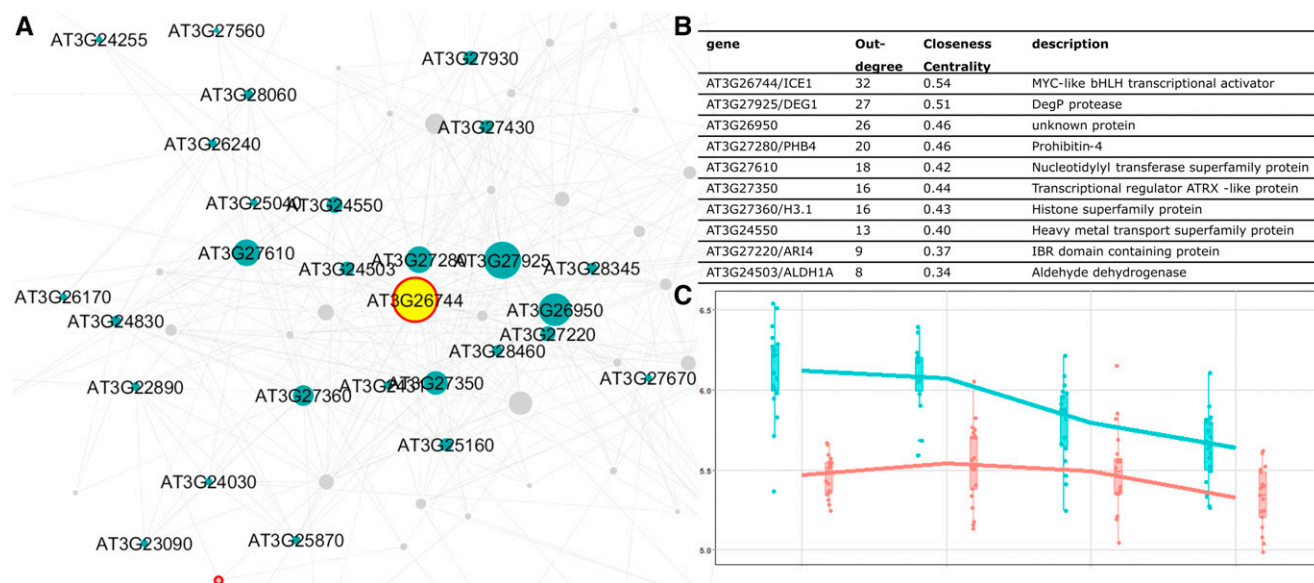 A
AT3G24255
AT3G27560
AT3G27930
AT3G28060
AT3G27430
AT3G26240
AT3G25040
AT3G24550
AT3G27610
AT3G24503
AT3G27280
AT3G27925
AT3G28345
AT3G26170
AT3G26744
AT3G26950
AT3G24830
AT3G27220
AT3G28460
AT3G22890
AT3G27360
AT3G2431
AT3G27350
AT3G27670
AT3G25160
AT3G24030
AT3G23090
AT3G25870
B
gene Out-degree Closeness Centrality description
AT3G26744/ICE1 32 0.54 MYC-like bHLH transcriptional activator
AT3G27925/DEG1 27 0.51 DegP protease
AT3G26950 26 0.46 unknown protein
AT3G27280/PHB4 20 0.46 Prohibitin-4
AT3G27610 18 0.42 Nucleotidylyl transferase superfamily protein
AT3G27350 16 0.44 Transcriptional regulator ATRX -like protein
AT3G27360/H3.1 16 0.43 Histone superfamily protein
AT3G24550 13 0.40 Heavy metal transport superfamily protein
AT3G27220/ARI4 9 0.37 IBR domain containing protein
AT3G24503/ALDH1A 8 0.34 Aldehyde dehydrogenase
C
6.5
6.0
5.5
5.0